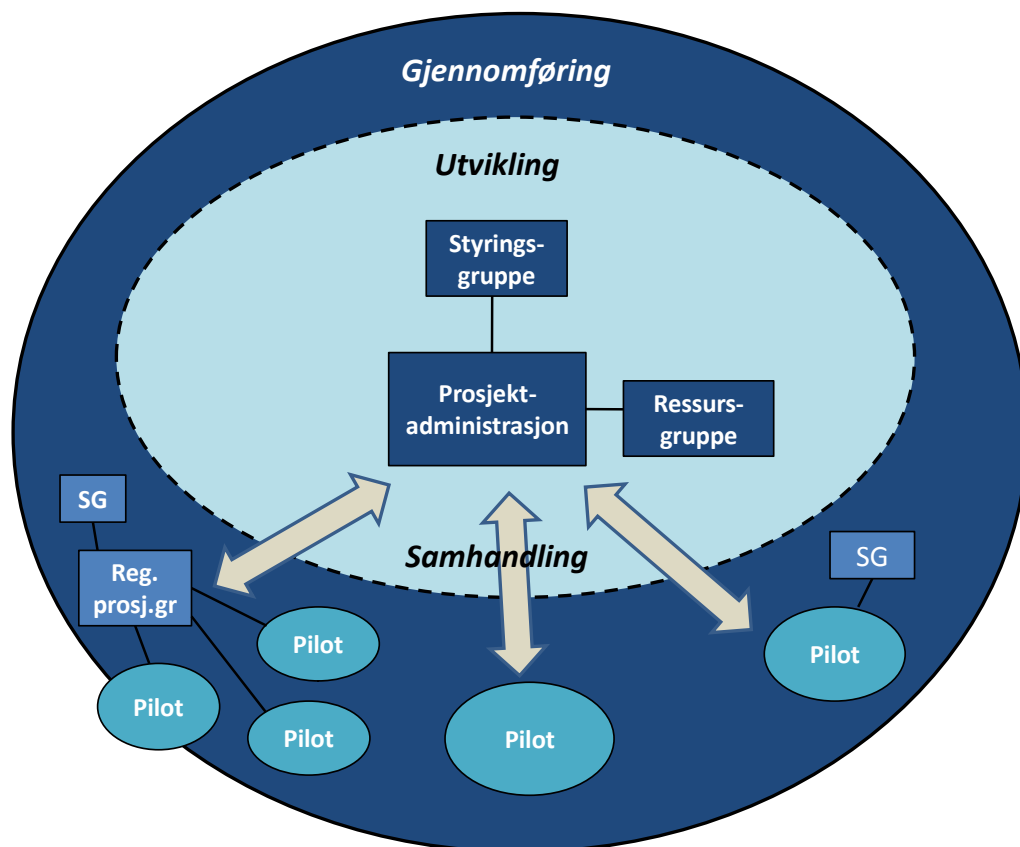 Gjennomføring
Utvikling
Styrings-
gruppe
Prosjekt-
administrasjon
Ressurs-
gruppe
Samhandling
SG
Reg.
prosj.gr
Pilot
Pilot
Pilot
Pilot
SG
Pilot